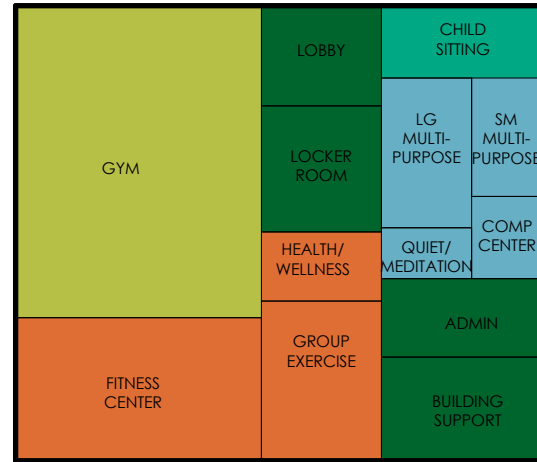 GYM
FITNESS
CENTER
LOBBY
LOCKER
ROOM
HEALTH/
WELLNESS
GROUP
EXERCISE
CHILD
SITTING
LG
MULTI-
PURPOSE
SM
MULTI-
PURPOSE
QUIET/
MEDITATION
COMP
CENTER
ADMIN
BUILDING
SUPPORT